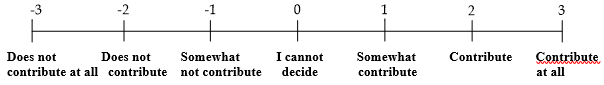 -3 -2 -1 0 1 2 3
Does not Does not Somewhat I cannot Somewhat Contribute Contribute
contribute at all contribute not contribute decide contribute at all